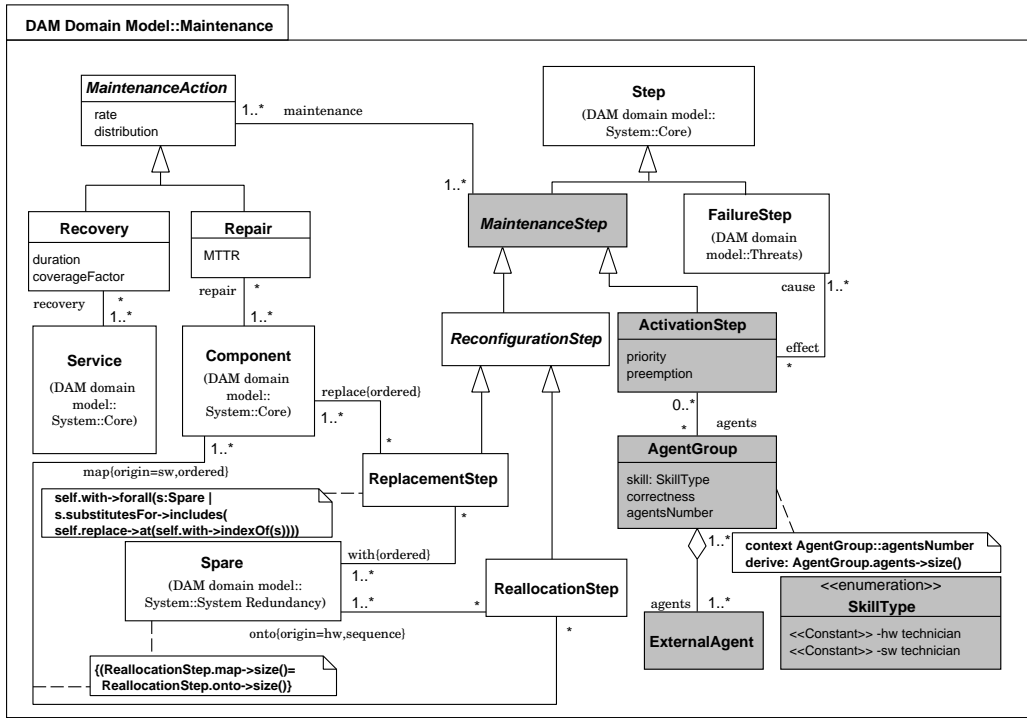 DAM Domain Model::Maintenance
MaintenanceAction
rate
distribution
1..*
maintenance
1..*
Step
(DAM domain model::
System::Core)
MaintenanceStep
FailureStep
(DAM domain
model::Threats)
Recovery
duration
coverageFactor
Repair
MTTR
recovery
*
1..*
repair
*
1..*
cause
1..*
Service
(DAM domain
model::
System::Core)
Component
(DAM domain
model::
System::Core)
ReconfigurationStep
ActivationStep
priority
preemption
effect
*
replace{ordered}
1..*
*
0..*
*
agents
1..*
map{origin=sw,ordered}
ReplacementStep
AgentGroup
skill: SkillType
correctness
agentsNumber
self.with->forall(s:Spare |
s.substitutesFor->includes(
self.replace->at(self.with->indexOf(s))))
*
with{ordered}
1..*
1..*
context AgentGroup::agentsNumber
derive: AgentGroup.agents->size()
Spare
(DAM domain model::
System::System Redundancy)
1..*
*
ReallocationStep
*
onto{origin=hw,sequence}
agents
1..*
ExternalAgent
<<enumeration>>
SkillType
<<Constant>> -hw technician
<<Constant>> -sw technician
{(ReallocationStep.map->size()=
ReallocationStep.onto->size()}